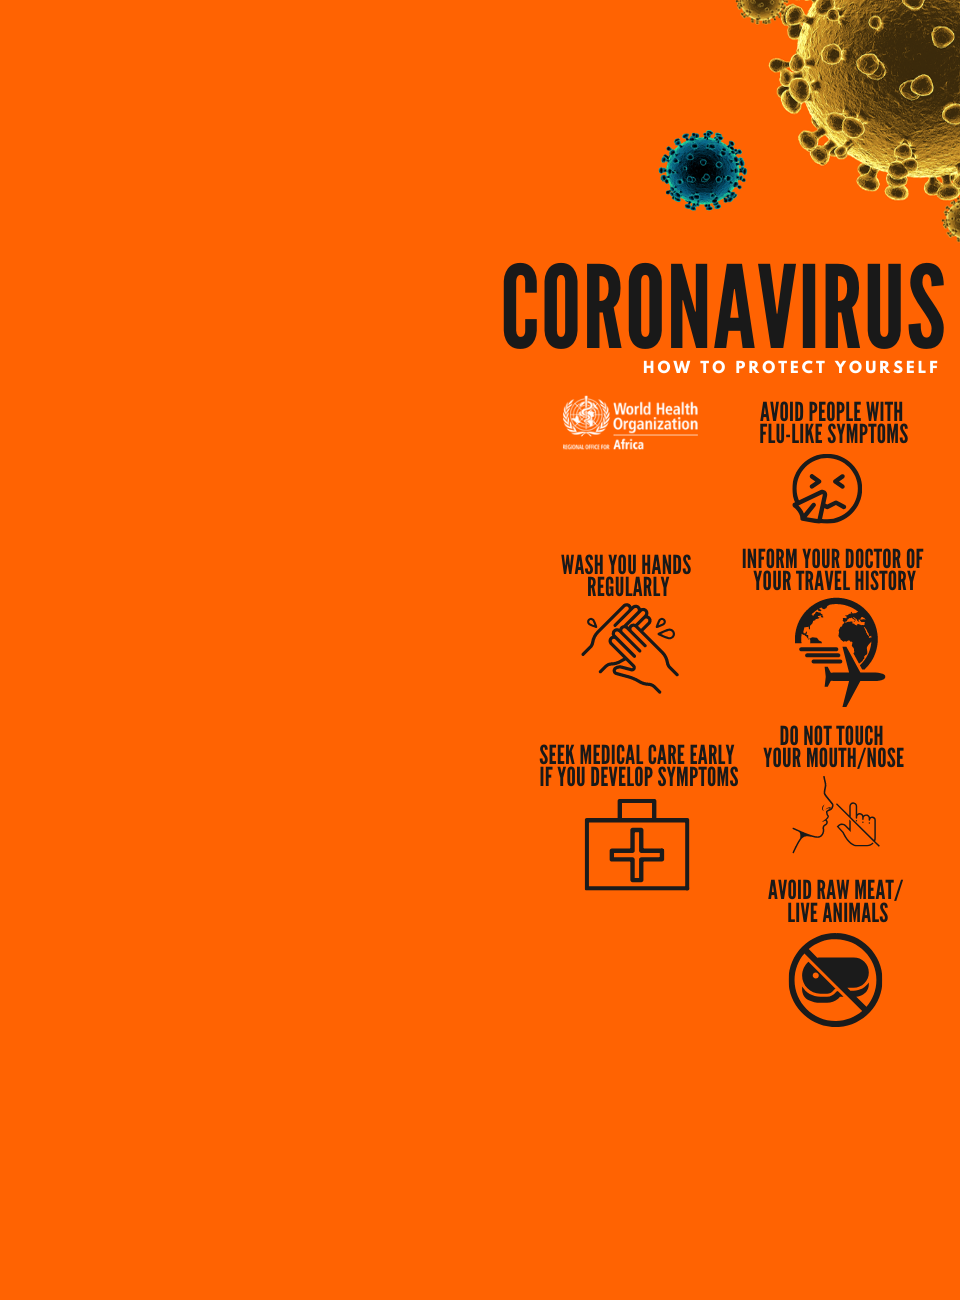 CORONAVIRUS
HOW TO PROTECT YOURSELF
World Health
Organization
REGIONAL OFFICE FOR Africa
AVOID PEOPLE WITH
FLU-LIKE SYMPTOMS
WASH YOU HANDS
REGULARLY
INFORM YOUR DOCTOR OF
YOUR TRAVEL HISTORY
SEEK MEDICAL CARE EARLY
IF YOU DEVELOP SYMPTOMS
DO NOT TOUCH
YOUR MOUTH/NOSE
AVOID RAW MEAT/
LIVE ANIMALS